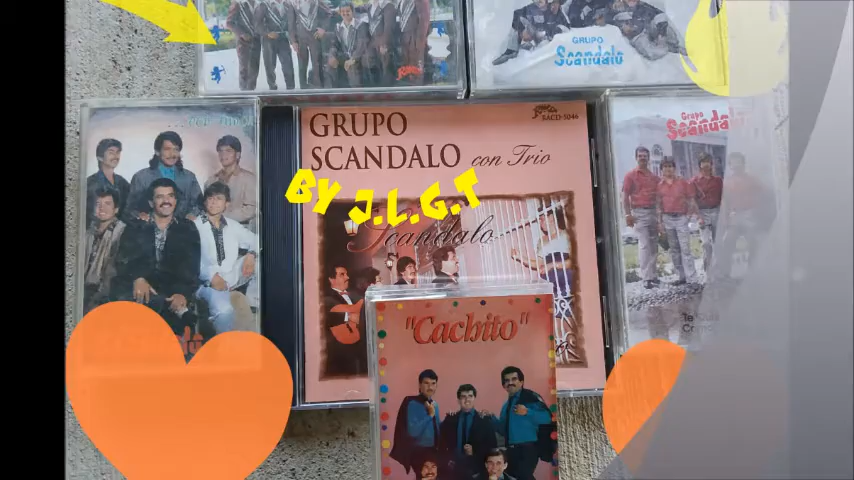 GRUPO
Scandalo
GRUPO
SCANDALO con Trio
SACD-5046
BY J.L.G.T
Scandalo
Grupo
Scandalo
"Cachito"